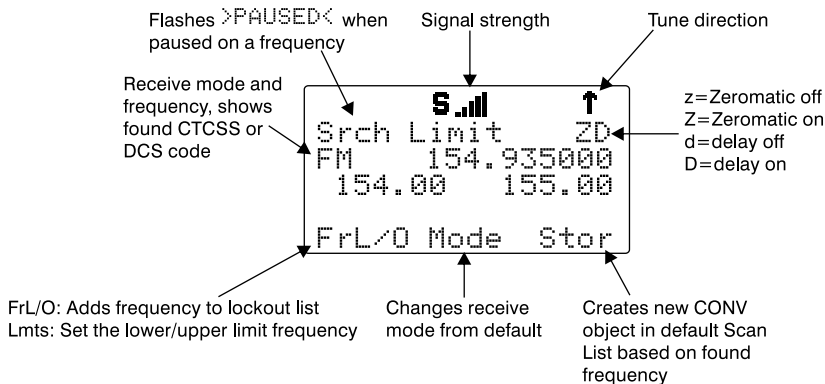 Flashes >PAUSED< when
paused on a frequency
Signal strength
Tune direction
Receive mode and
frequency, shows
found CTCSS or
DCS code
S
Srch Limit ZD
FM 154.935000
154.00 155.00
FrL/O Mode Stor
z=Zeromatic off
Z=Zeromatic on
d=delay off
D=delay on
FrL/O: Adds frequency to lockout list
Lmts: Set the lower/upper limit frequency
Changes receive
mode from default
Creates new CONV
object in default Scan
List based on found
frequency